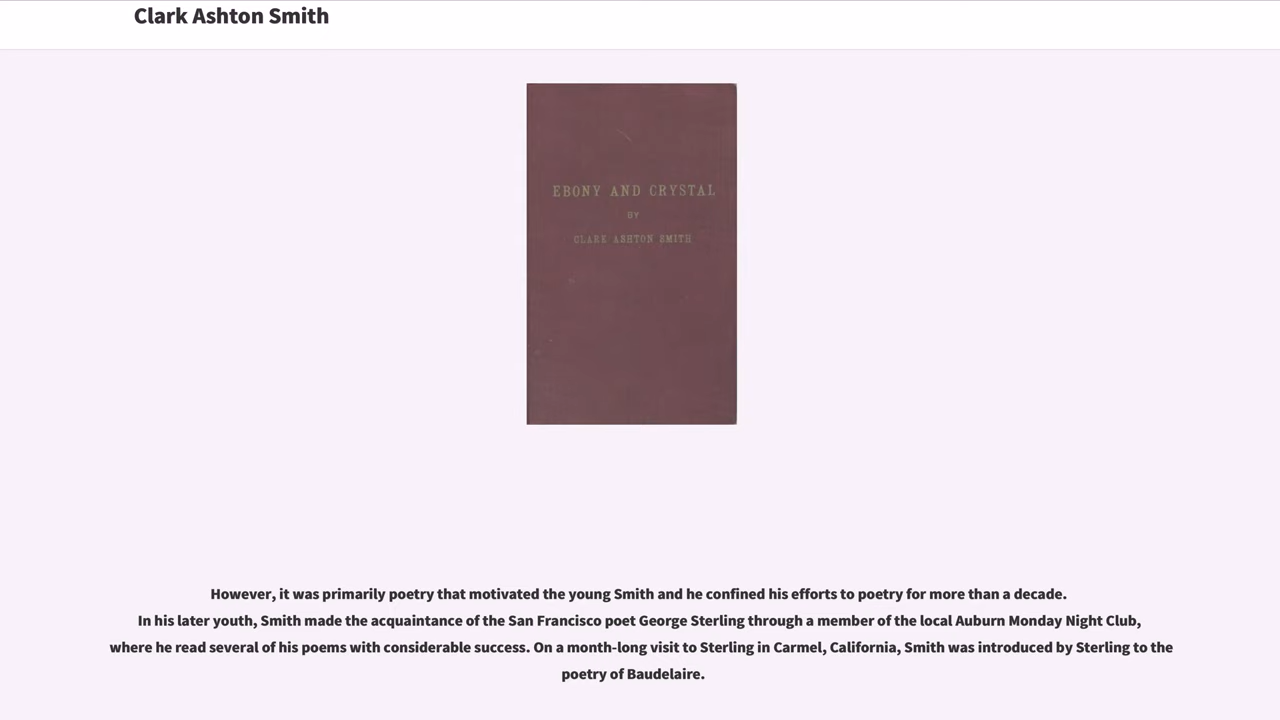 Clark Ashton Smith
EBONY AND CRYSTAL
BY
CLARK ASHTON SMITH
However, it was primarily poetry that motivated the young Smith and he confined his efforts to poetry for more than a decade.
In his later youth, Smith made the acquaintance of the San Francisco poet George Sterling through a member of the local Auburn Monday Night Club,
where he read several of his poems with considerable success. On a month-long visit to Sterling in Carmel, California, Smith was introduced by Sterling to the
poetry of Baudelaire.